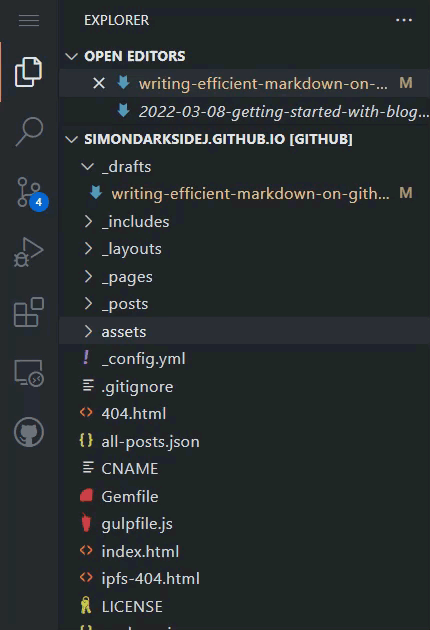 EXPLORER
OPEN EDITORS
writing-efficient-markdown-on-... M
2022-03-08-getting-started-with-blog...
SIMONDARKSIDEJ.GITHUB.IO [GITHUB]
_drafts
writing-efficient-markdown-on-gith... M
_includes
_layouts
4
_pages
_posts
assets
! _config.yml
.gitignore
404.html
all-posts.json
CNAME
Gemfile
gulpfile.js
index.html
ipfs-404.html
LICENSE